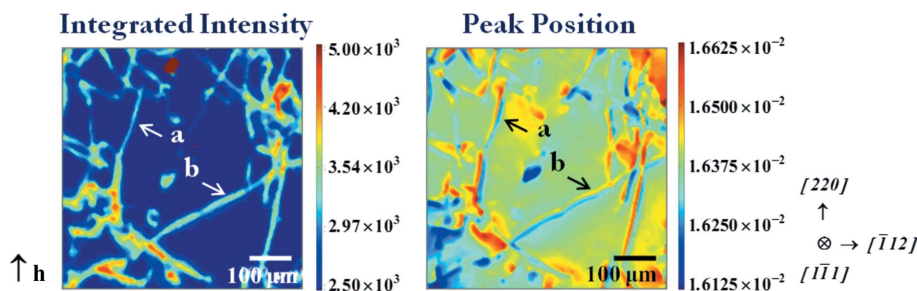 Integrated Intensity
Peak Position
5.00×10³
4.20×10³
3.54×10³
2.97×10³
2.50×10³
a
b
100 µm
↑ h
1.6625×10⁻²
1.6500×10⁻²
1.6375×10⁻²
1.6250×10⁻²
1.6125×10⁻²
a
b
100 µm
[220]
↑
⊗ → [1̅12]
[11̅1]